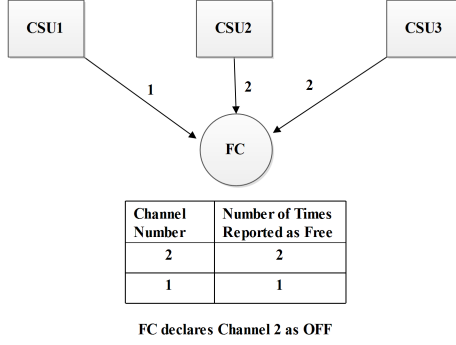 CSU1 CSU2 CSU3
1 2 2
FC
Channel Number of Times
Number Reported as Free
2 2
1 1
FC declares Channel 2 as OFF